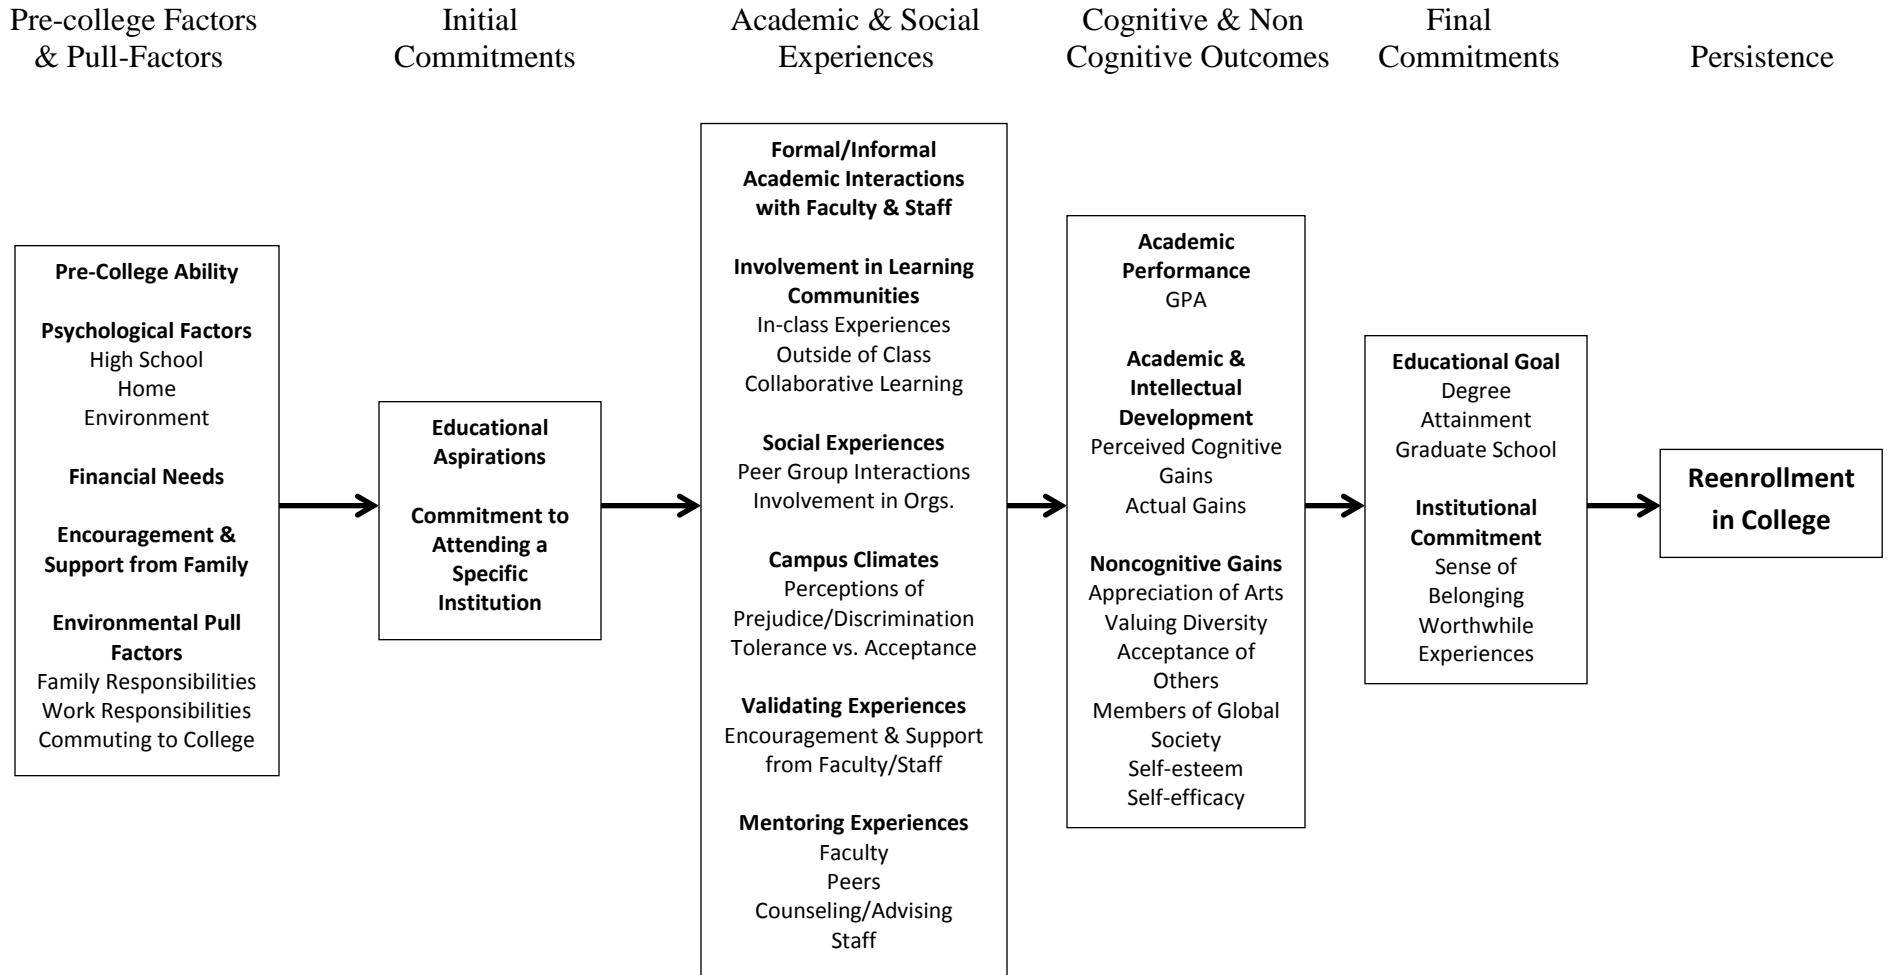 Pre-college Factors
& Pull-Factors
Initial
Commitments
Academic & Social
Experiences
Cognitive & Non
Cognitive Outcomes
Final
Commitments
Persistence
Pre-College Ability
Psychological Factors
High School
Home
Environment
Financial Needs
Encouragement &
Support from Family
Environmental Pull
Factors
Family Responsibilities
Work Responsibilities
Commuting to College
Educational
Aspirations
Commitment to
Attending a
Specific
Institution
Formal/Informal
Academic Interactions
with Faculty & Staff
Involvement in Learning
Communities
In-class Experiences
Outside of Class
Collaborative Learning
Social Experiences
Peer Group Interactions
Involvement in Orgs.
Campus Climates
Perceptions of
Prejudice/Discrimination
Tolerance vs. Acceptance
Validating Experiences
Encouragement & Support
from Faculty/Staff
Mentoring Experiences
Faculty
Peers
Counseling/Advising
Staff
Academic
Performance
GPA
Academic &
Intellectual
Development
Perceived Cognitive
Gains
Actual Gains
Noncognitive Gains
Appreciation of Arts
Valuing Diversity
Acceptance of
Others
Members of Global
Society
Self-esteem
Self-efficacy
Educational Goal
Degree
Attainment
Graduate School
Institutional
Commitment
Sense of
Belonging
Worthwhile
Experiences
Reenrollment
in College